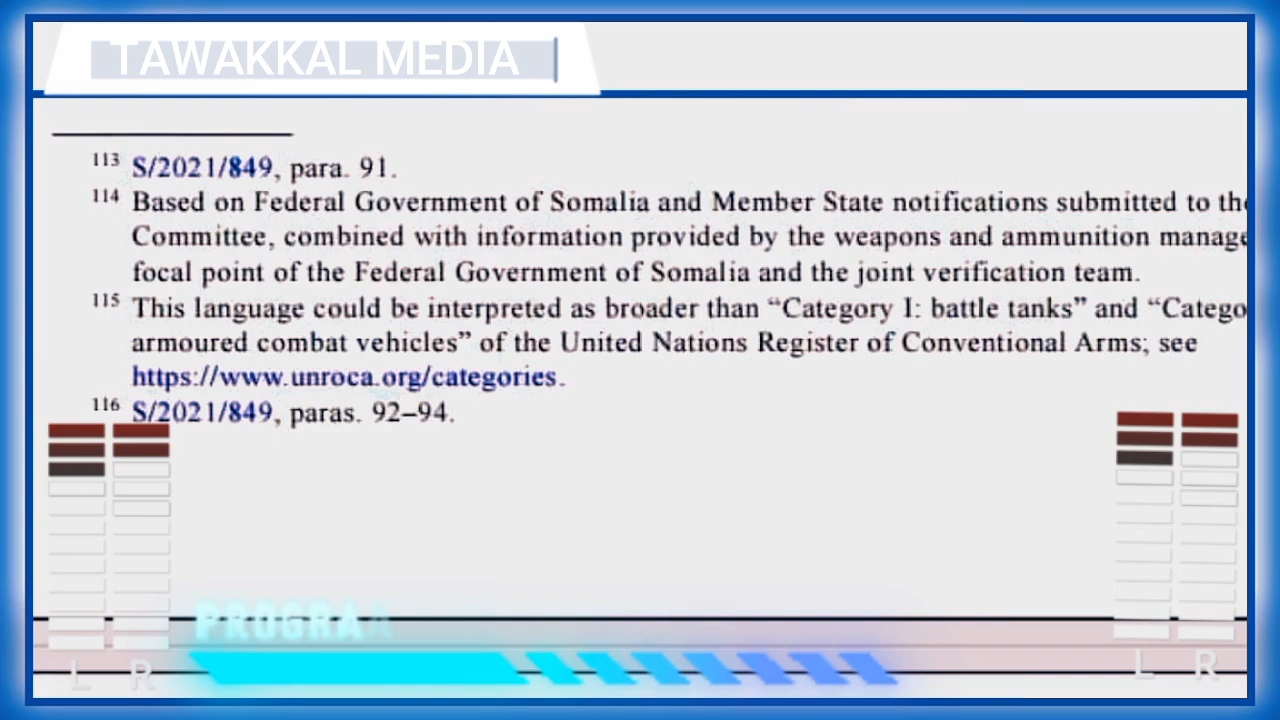 TAWAKKAL MEDIA
113 S/2021/849, para. 91.
114 Based on Federal Government of Somalia and Member State notifications submitted to the
Committee, combined with information provided by the weapons and ammunition manage
focal point of the Federal Government of Somalia and the joint verification team.
115 This language could be interpreted as broader than “Category I: battle tanks” and “Catego
armoured combat vehicles” of the United Nations Register of Conventional Arms; see
https://www.unroca.org/categories.
116 S/2021/849, paras. 92–94.
PROGRAA
L R
L R